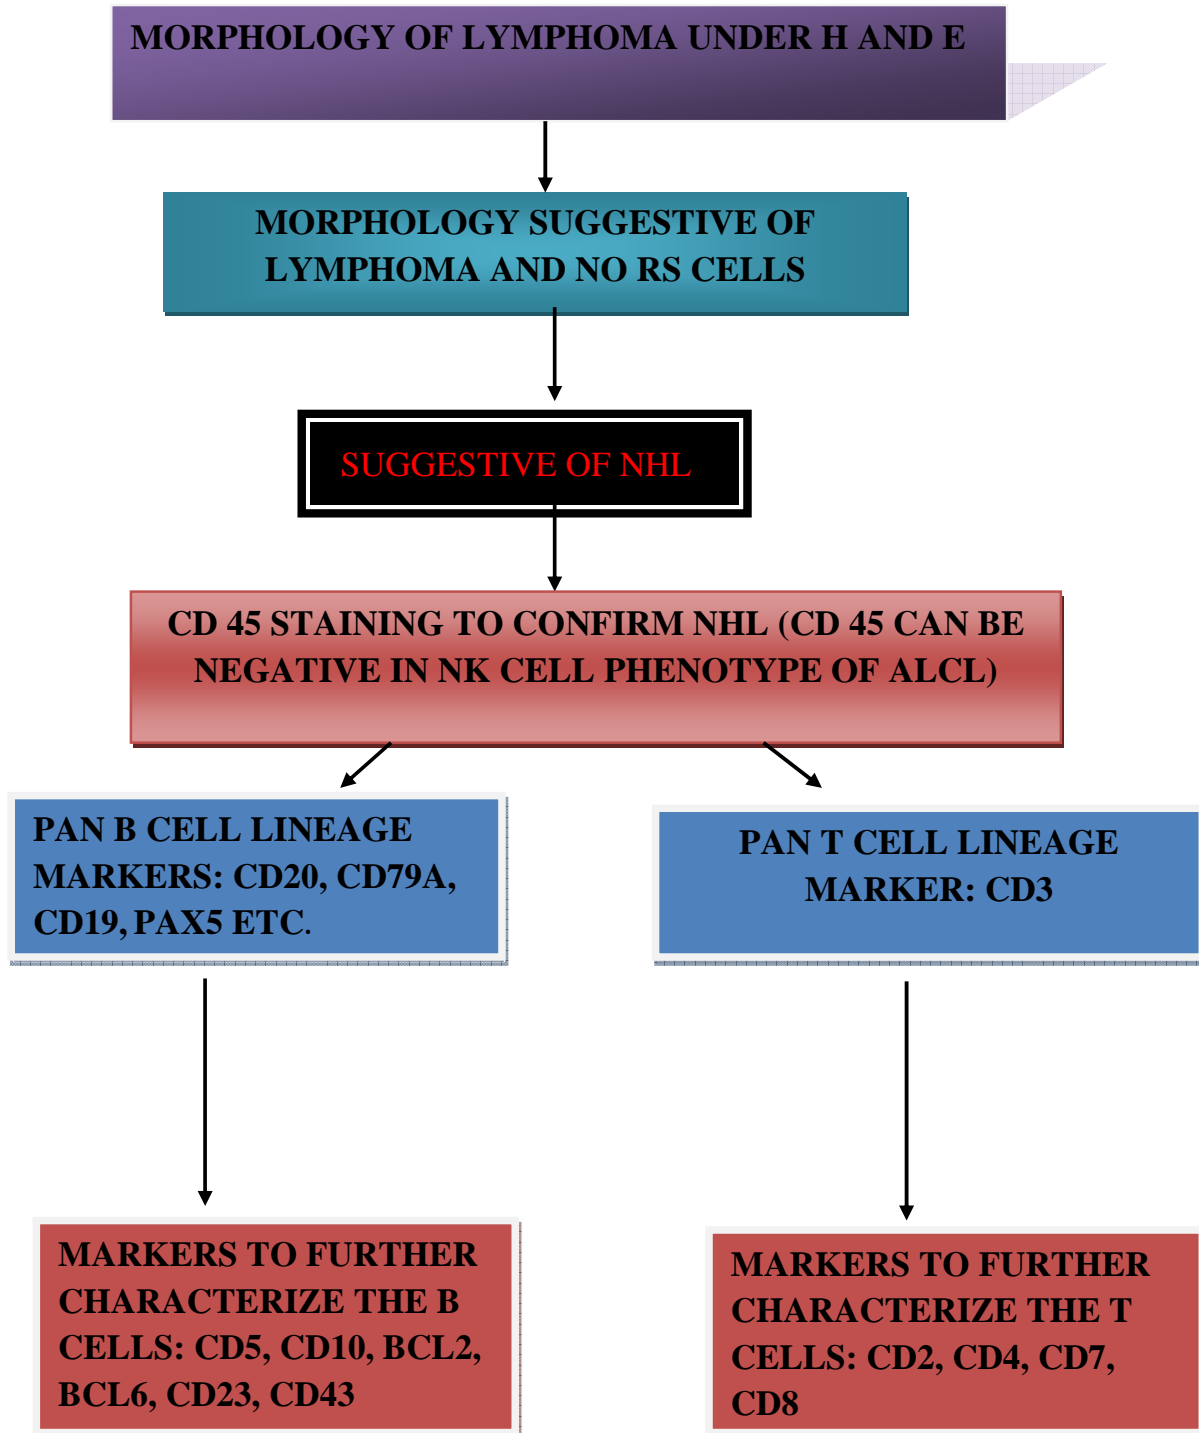 MORPHOLOGY OF LYMPHOMA UNDER H AND E
MORPHOLOGY SUGGESTIVE OF
LYMPHOMA AND NO RS CELLS
SUGGESTIVE OF NHL
CD 45 STAINING TO CONFIRM NHL (CD 45 CAN BE
NEGATIVE IN NK CELL PHENOTYPE OF ALCL)
PAN B CELL LINEAGE
MARKERS: CD20, CD79A,
CD19, PAX5 ETC.
PAN T CELL LINEAGE
MARKER: CD3
MARKERS TO FURTHER
CHARACTERIZE THE B
CELLS: CD5, CD10, BCL2,
BCL6, CD23, CD43
MARKERS TO FURTHER
CHARACTERIZE THE T
CELLS: CD2, CD4, CD7,
CD8